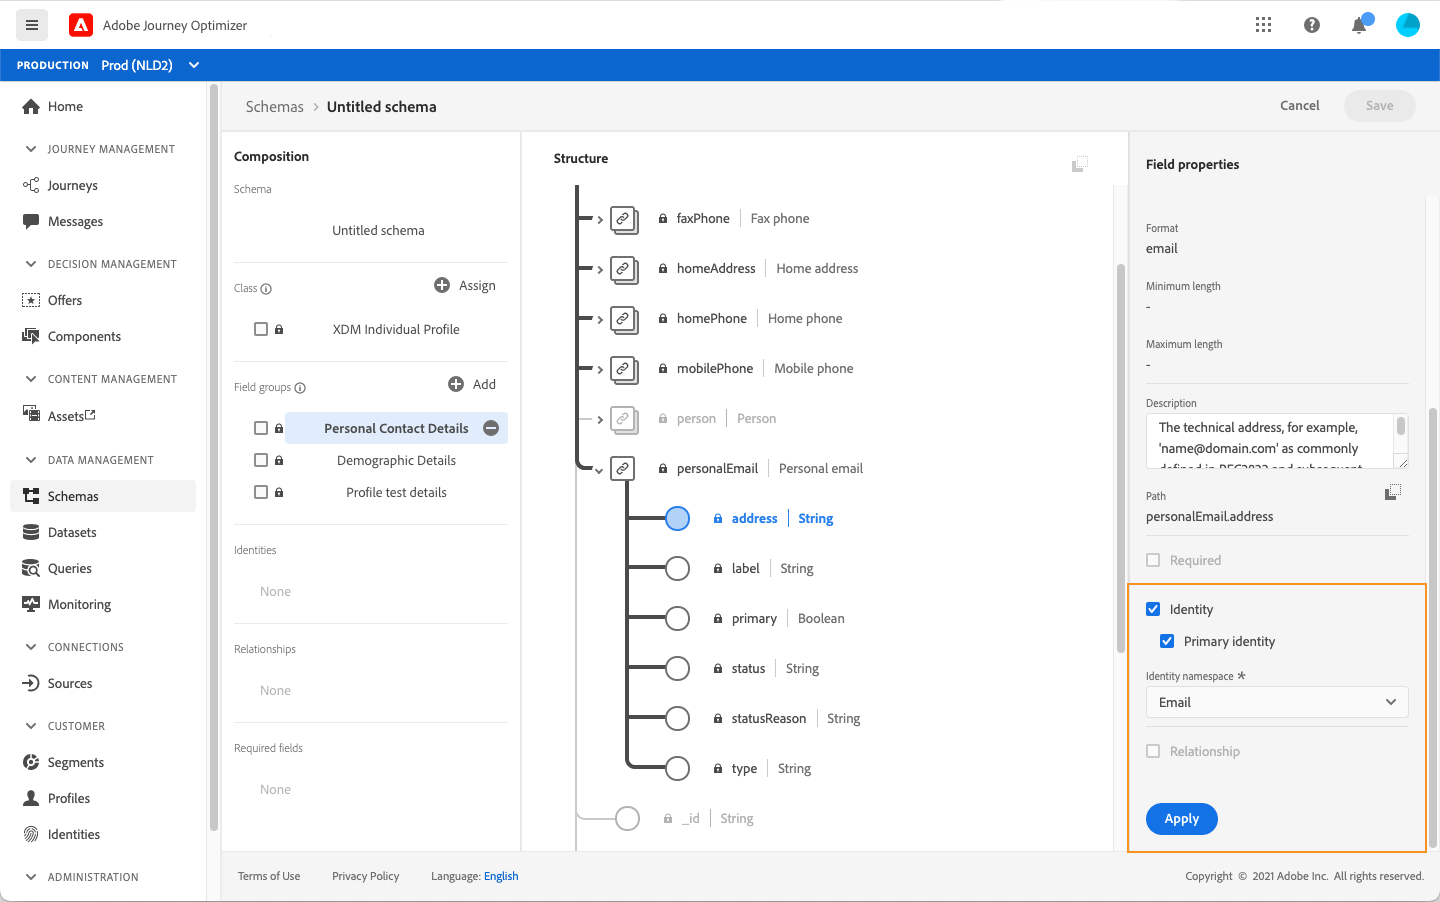 Adobe Journey Optimizer
PRODUCTION Prod (NLD2)
Home
JOURNEY MANAGEMENT
Journeys
Messages
DECISION MANAGEMENT
Offers
Components
CONTENT MANAGEMENT
Assets
DATA MANAGEMENT
Schemas
Datasets
Queries
Monitoring
CONNECTIONS
Sources
CUSTOMER
Segments
Profiles
Identities
ADMINISTRATION
Schemas > Untitled schema
Cancel
Save
Composition
Schema
Untitled schema
Class
Assign
XDM Individual Profile
Field groups
Add
Personal Contact Details
Demographic Details
Profile test details
Identities
None
Relationships
None
Required fields
None
Structure
faxPhone | Fax phone
homeAddress | Home address
homePhone | Home phone
mobilePhone | Mobile phone
person | Person
personalEmail | Personal email
address | String
label | String
primary | Boolean
status | String
statusReason | String
type | String
_id | String
Field properties
Format
email
Minimum length
-
Maximum length
-
Description
The technical address, for example,
'name@domain.com' as commonly
defined in RFC2822 and subsequent
Path
personalEmail.address
Required
Identity
Primary identity
Identity namespace *
Email
Relationship
Apply
Terms of Use
Privacy Policy
Language: English
Copyright © 2021 Adobe Inc. All rights reserved.